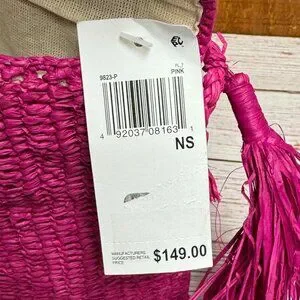 PINK
9823-P
4 92037 08163 1
NS
MANUFACTURERS
SUGGESTED RETAIL
PRICE
$149.00